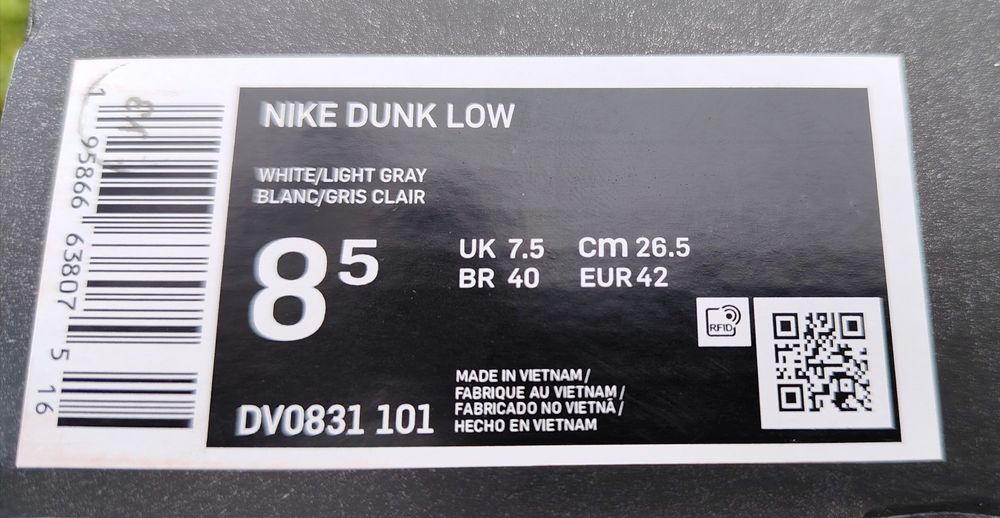 NIKE DUNK LOW
WHITE/LIGHT GRAY
BLANC/GRIS CLAIR
8 5
UK 7.5 cm 26.5
BR 40 EUR 42
RFID
MADE IN VIETNAM /
FABRIQUE AU VIETNAM /
FABRICADO NO VIETNÃ /
HECHO EN VIETNAM
DV0831 101
1 95866 63807 5 16